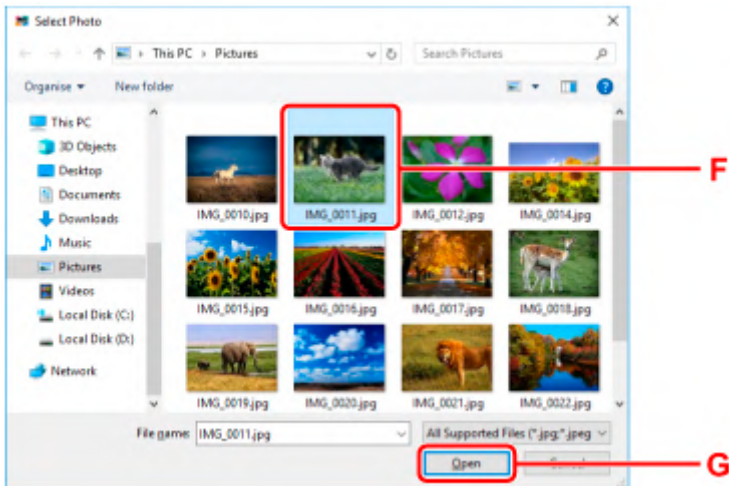 Select Photo
This PC > Pictures
Search Pictures
Organise
New folder
This PC
3D Objects
Desktop
Documents
Downloads
Music
Pictures
Videos
Local Disk (C:)
Local Disk (D:)
Network
IMG_0010.jpg
IMG_0011.jpg
IMG_0012.jpg
IMG_0014.jpg
F
IMG_0015.jpg
IMG_0016.jpg
IMG_0017.jpg
IMG_0018.jpg
IMG_0019.jpg
IMG_0020.jpg
IMG_0021.jpg
IMG_0022.jpg
File name: IMG_0011.jpg
All Supported Files (*.jpg;*.jpeg
Open
G